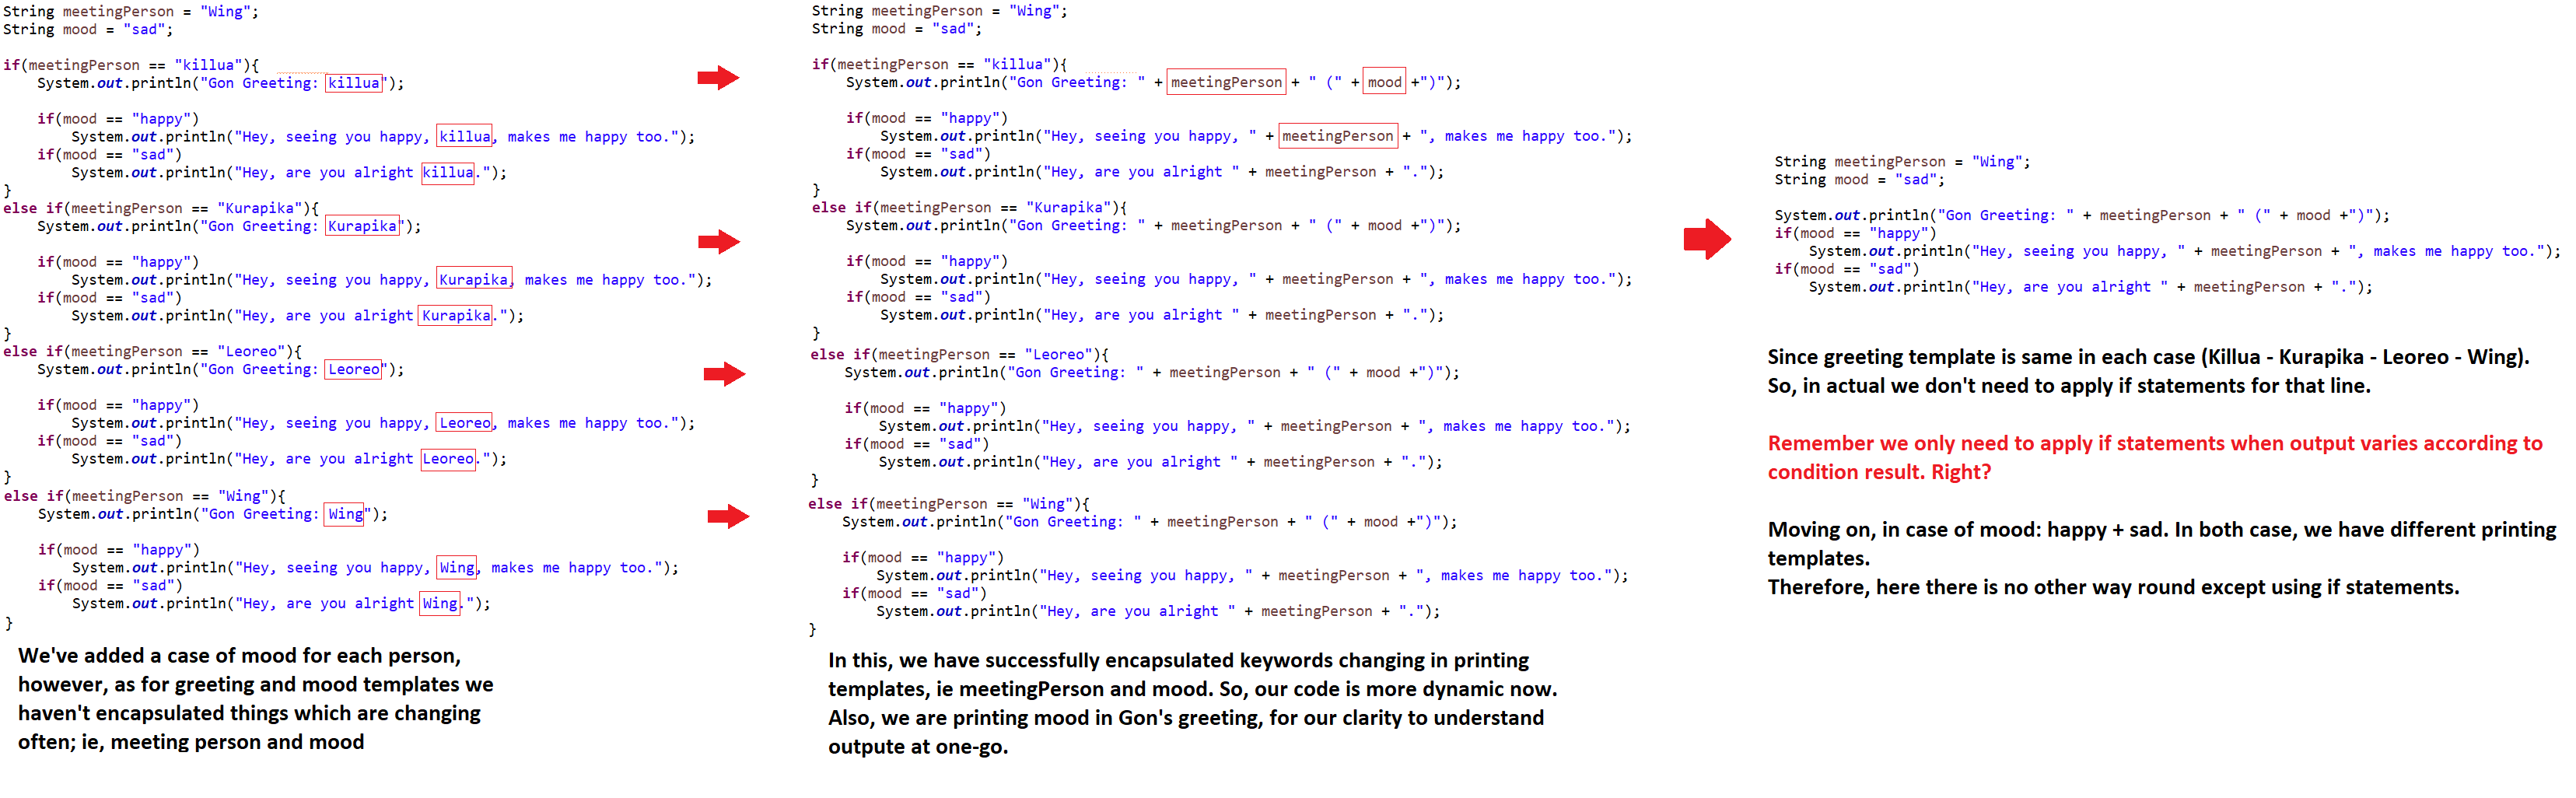 String meetingPerson = "Wing";
String mood = "sad";
if(meetingPerson == "killua"){
System.out.println("Gon Greeting: killua");
if(mood == "happy")
System.out.println("Hey, seeing you happy, killua, makes me happy too.");
if(mood == "sad")
System.out.println("Hey, are you alright killua.");
}
else if(meetingPerson == "Kurapika"){
System.out.println("Gon Greeting: Kurapika");
if(mood == "happy")
System.out.println("Hey, seeing you happy, Kurapika, makes me happy too.");
if(mood == "sad")
System.out.println("Hey, are you alright Kurapika.");
}
else if(meetingPerson == "Leoreo"){
System.out.println("Gon Greeting: Leoreo");
if(mood == "happy")
System.out.println("Hey, seeing you happy, Leoreo, makes me happy too.");
if(mood == "sad")
System.out.println("Hey, are you alright Leoreo.");
}
else if(meetingPerson == "Wing"){
System.out.println("Gon Greeting: Wing");
if(mood == "happy")
System.out.println("Hey, seeing you happy, Wing, makes me happy too.");
if(mood == "sad")
System.out.println("Hey, are you alright Wing.");
}
We've added a case of mood for each person,
however, as for greeting and mood templates we
haven't encapsulated things which are changing
often; ie, meeting person and mood
String meetingPerson = "Wing";
String mood = "sad";
if(meetingPerson == "killua"){
System.out.println("Gon Greeting: " + meetingPerson + " (" + mood +")");
if(mood == "happy")
System.out.println("Hey, seeing you happy, " + meetingPerson + ", makes me happy too.");
if(mood == "sad")
System.out.println("Hey, are you alright " + meetingPerson + ".");
}
else if(meetingPerson == "Kurapika"){
System.out.println("Gon Greeting: " + meetingPerson + " (" + mood +")");
if(mood == "happy")
System.out.println("Hey, seeing you happy, " + meetingPerson + ", makes me happy too.");
if(mood == "sad")
System.out.println("Hey, are you alright " + meetingPerson + ".");
}
else if(meetingPerson == "Leoreo"){
System.out.println("Gon Greeting: " + meetingPerson + " (" + mood +")");
if(mood == "happy")
System.out.println("Hey, seeing you happy, " + meetingPerson + ", makes me happy too.");
if(mood == "sad")
System.out.println("Hey, are you alright " + meetingPerson + ".");
}
else if(meetingPerson == "Wing"){
System.out.println("Gon Greeting: " + meetingPerson + " (" + mood +")");
if(mood == "happy")
System.out.println("Hey, seeing you happy, " + meetingPerson + ", makes me happy too.");
if(mood == "sad")
System.out.println("Hey, are you alright " + meetingPerson + ".");
}
In this, we have successfully encapsulated keywords changing in printing
templates, ie meetingPerson and mood. So, our code is more dynamic now.
Also, we are printing mood in Gon's greeting, for our clarity to understand
outpute at one-go.
String meetingPerson = "Wing";
String mood = "sad";
System.out.println("Gon Greeting: " + meetingPerson + " (" + mood +")");
if(mood == "happy")
System.out.println("Hey, seeing you happy, " + meetingPerson + ", makes me happy too.");
if(mood == "sad")
System.out.println("Hey, are you alright " + meetingPerson + ".");
Since greeting template is same in each case (Killua - Kurapika - Leoreo - Wing).
So, in actual we don't need to apply if statements for that line.
Remember we only need to apply if statements when output varies according to
condition result. Right?
Moving on, in case of mood: happy + sad. In both case, we have different printing
templates.
Therefore, here there is no other way round except using if statements.